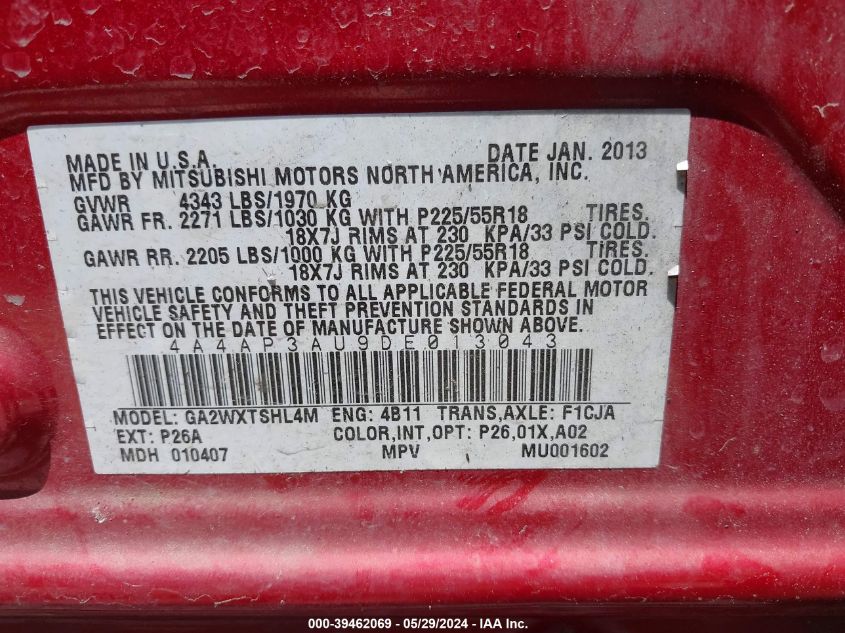 MADE IN U.S.A. DATE JAN. 2013
MFD BY MITSUBISHI MOTORS NORTH AMERICA, INC.
GVWR 4343 LBS/1970 KG
GAWR FR. 2271 LBS/1030 KG WITH P225/55R18 TIRES.
18X7J RIMS AT 230 KPA/33 PSI COLD.
GAWR RR. 2205 LBS/1000 KG WITH P225/55R18 TIRES.
18X7J RIMS AT 230 KPA/33 PSI COLD.
THIS VEHICLE CONFORMS TO ALL APPLICABLE FEDERAL MOTOR
VEHICLE SAFETY AND THEFT PREVENTION STANDARDS IN
EFFECT ON THE DATE OF MANUFACTURE SHOWN ABOVE.
4A4AP3AU9DE013043
MODEL: GA2WXTSHL4M ENG: 4B11 TRANS,AXLE: F1CJA
EXT: P26A COLOR,INT,OPT: P26,01X,A02
MDH 010407 MPV MU001602
000-39462069 - 05/29/2024 - IAA Inc.